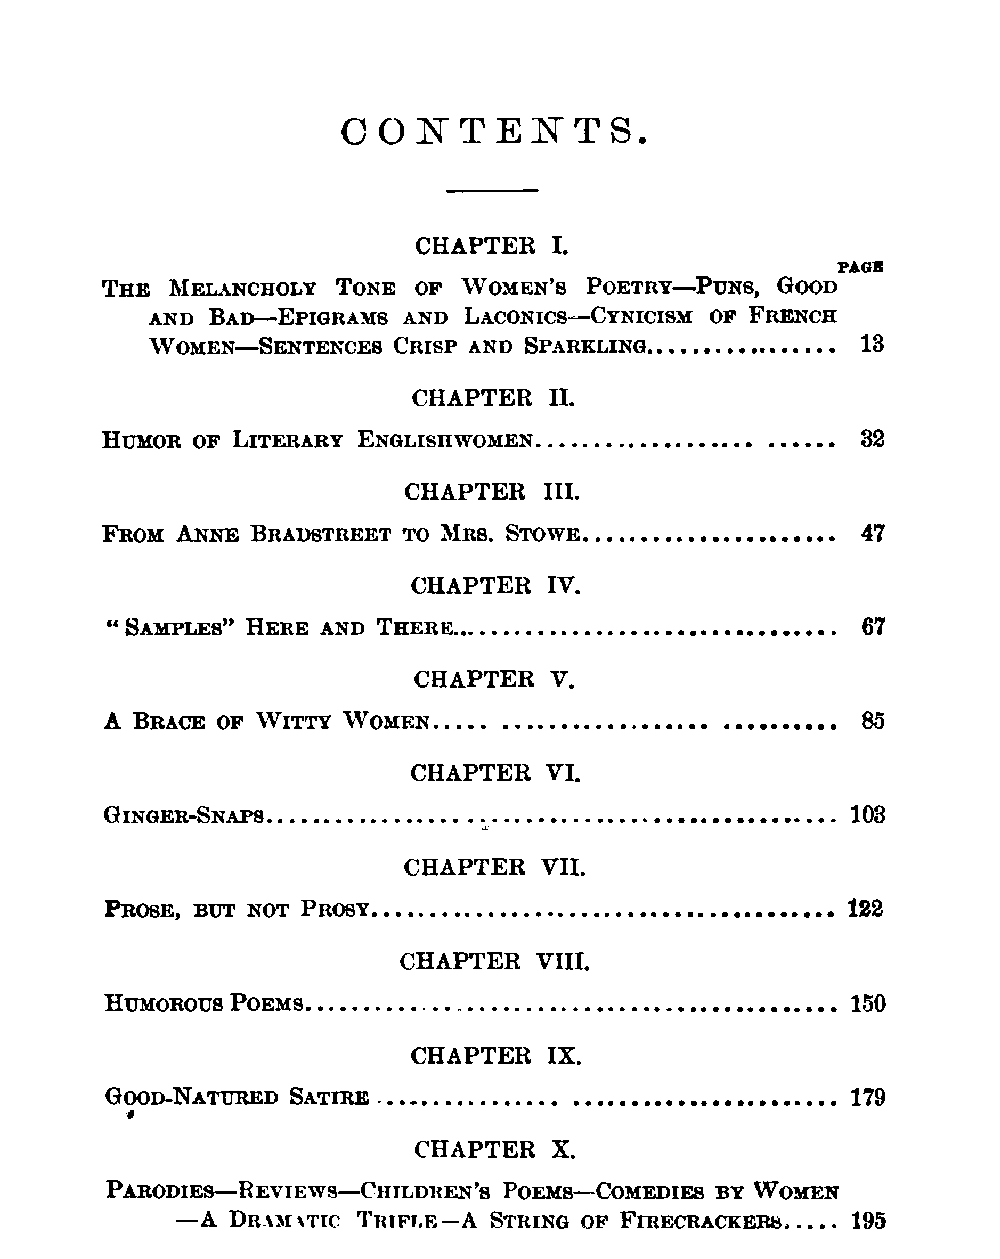 CONTENTS.
CHAPTER I.
PAGE
The Melancholy Tone of Women's Poetry—Puns, Good
and Bad—Epigrams and Laconics—Cynicism of French
Women—Sentences Crisp and Sparkling................. 13
CHAPTER II.
Humor of Literary Englishwomen................... ...... 32
CHAPTER III.
From Anne Bradstreet to Mrs. Stowe...................... 47
CHAPTER IV.
“Samples” Here and There................................. 67
CHAPTER V.
A Brace of Witty Women..... .................. .......... 85
CHAPTER VI.
Ginger-Snaps.................................................. 103
CHAPTER VII.
Prose, but not Prosy........................................ 122
CHAPTER VIII.
Humorous Poems.............................................. 150
CHAPTER IX.
Good-Natured Satire ................ ....................... 179
CHAPTER X.
Parodies—Reviews—Children's Poems—Comedies by Women
—A Dramatic Trifle—A String of Firecrackers..... 195